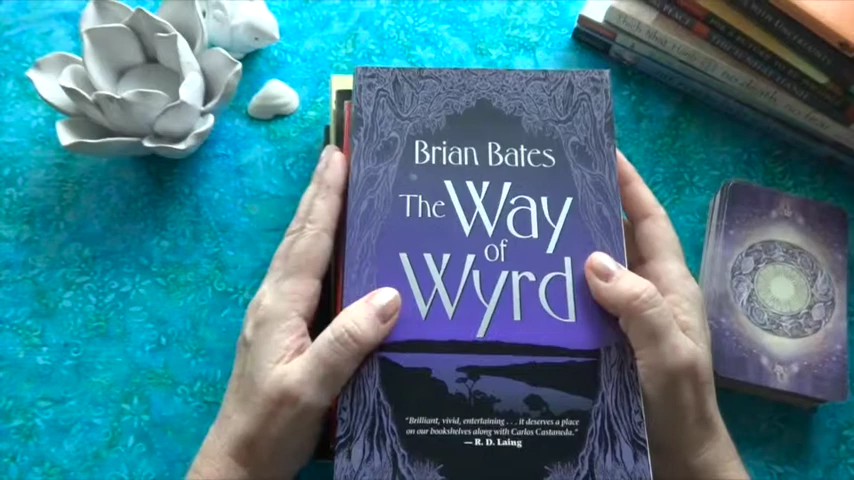 Brian Bates
The Way
of
Wyrd
"Brilliant, vivid, entertaining . . . it deserves a place
on our bookshelves along with Carlos Castaneda."
— R. D. Laing